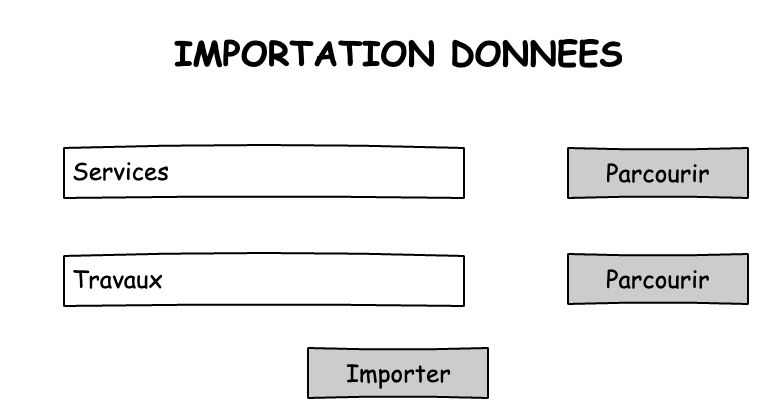 IMPORTATION DONNEES
Services
Parcourir
Travaux
Parcourir
Importer